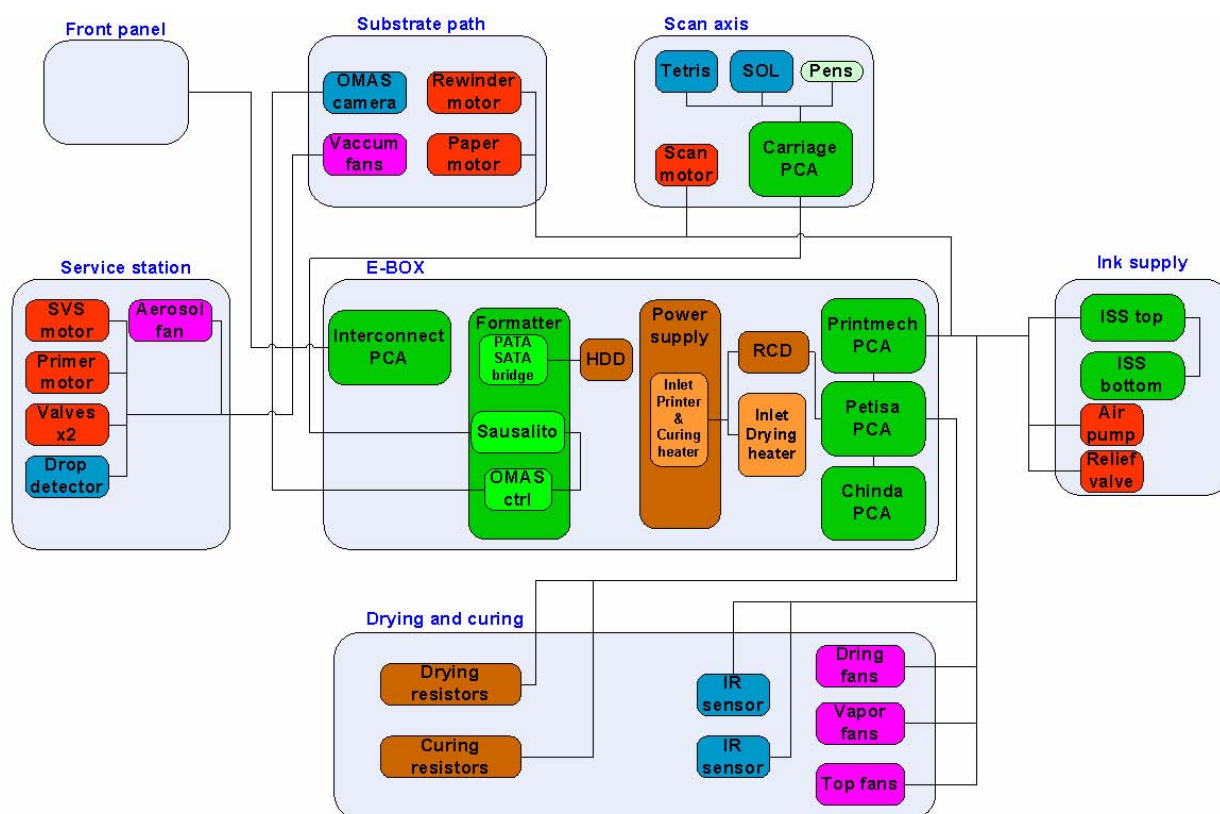 Front panel
Substrate path
OMAS
camera
Rewinder
motor
Vaccum
fans
Paper
motor
Scan axis
Tetris
SOL
Pens
Scan
motor
Carriage
PCA
Service station
SVS
motor
Aerosol
fan
Primer
motor
Valves
x2
Drop
detector
E-BOX
Interconnect
PCA
Formatter
PATA
SATA
bridge
HDD
Sausalito
OMAS
ctrl
Power
supply
Inlet
Printer
&
Curing
heater
RCD
Inlet
Drying
heater
Printmech
PCA
Petisa
PCA
Chinda
PCA
Ink supply
ISS top
ISS
bottom
Air
pump
Relief
valve
Drying and curing
Drying
resistors
Curing
resistors
IR
sensor
IR
sensor
Dring
fans
Vapor
fans
Top fans